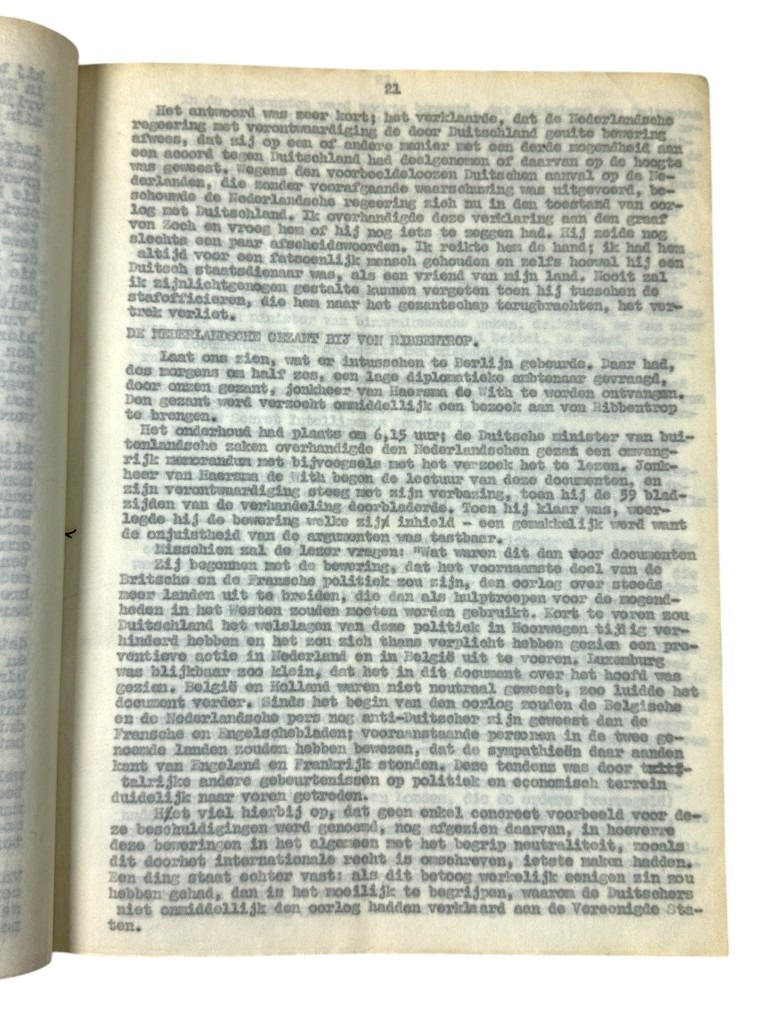 21
Het antwoord was zeer kort; het verklaarde, dat de Nederlandsche
regeering met verontwaardiging de door Duitschland geuite bewering
afwees, dat zij op een of andere manier met een derde mogendheid aan
een acoord tegen Duitschland had deelgenomen of daarvan op de hoogte
was geweest. Wegens den voorbeeldeloozen Duitschen aanval op de Ne-
derlanden, die zonder voorafgaande waarschuwing was uitgevoerd, be-
schouwde de Nederlandsche regeering zich nu in den toestand van oor-
log met Duitschland. Ik overhandigde deze verklaring aan den graaf
von Zech en vroeg hem of hij nog iets te zeggen had. Hij zeide nog
slechts een paar afscheidswoorden. Ik reikte hem de hand; ik had hem
altijd voor een fatsoenlijk mensch gehouden en zelfs hoewel hij een
Duitsch staatsdienaar was, als een vriend van mijn land. Nooit zal
ik zijnlichtgenogen gestalte kunnen vergeten toen hij tusschen de
stafofficieren, die hem naar het gezantschap terugbrachten, het ver-
trek verliet.
DE NEDERLANDSCHE GEZANT BIJ VON RIBBENTROP.
Laat ons zien, wat er intusschen te Berlijn gebeurde. Daar had,
des morgens om half zes, een lage diplomatieke ambtenaar gevraagd,
door onzen gezant, jonkheer van Haersma de With te worden ontvangen.
Den gezant werd verzocht onmiddellijk een bezoek aan von Ribbentrop
te brengen.
Het onderhoud had plaats om 6,15 uur; de Duitsche minister van bui-
tenlandsche zaken overhandigde den Nederlandschen gezan een omvang-
rijk memorandum met bijvoegsels met het verzoek het te lezen. Jonk-
heer van Haersma de With begon de lectuur van deze documenten, en
zijn verontwaardiging steeg met zijn verbazing, toen hij de 59 blad-
zijden van de verhandeling doorbladerde. Toen hij klaar was, weer-
legde hij de bewering welke zij inhield - een gemakkelijk werd want
de onjuistheid van de argumenten was tastbaar.
Misschien zal de lezer vragen: "Wat waren dit dan voor documenten
Zij begonnen met de bewering, dat het voornaamste doel van de
Britsche en de Fransche politiek zou zijn, den oorlog over steeds
meer landen uit te breiden, die dan als hulptroepen voor de mogend-
heden in het Westen zouden moeten worden gebruikt. Kort te voren zou
Duitschland het welslagen van deze politiek in Noorwegen tijdig ver-
hinderd hebben en het zou zich thans verplicht hebben gezien een pre-
ventieve actie in Nederland en in België uit te voeren. Luxemburg
was blijkbaar zoo klein, dat het in dit document over het hoofd was
gezien. België en Holland waren niet neutraal geweest, zoo luidde het
document verder. Sinds het begin van den oorlog zouden de Belgische
en de Nederlandsche pers nog anti-Duitscher zijn geweest dan de
Fransche en Engelschebladen; vooraanstaande personen in de twee ge-
noemde landen zouden hebben bewezen, dat de sympathieën daar aanden
kant van Engeland en Frankrijk stonden. Deze tendenz was door
talrijke andere gebeurtenissen op politiek en economisch terrein
duidelijk naar voren getreden.
Het viel hierbij op, dat geen enkel concreet voorbeeld voor de-
ze beschuldigingen werd genoemd, nog afgezien daarvan, in hoeverre
deze beweringen in het algemeen met het begrip neutraliteit, zooals
dit doorhet internationale recht is omschreven, ietste maken hadden.
Een ding staat echter vast: als dit betoog werkelijk eenigen zin zou
hebben gehad, dan is het moeilijk te begrijpen, waarom de Duitschers
niet onmiddellijk den oorlog hadden verklaard aan de Vereenigde Sta-
ten.